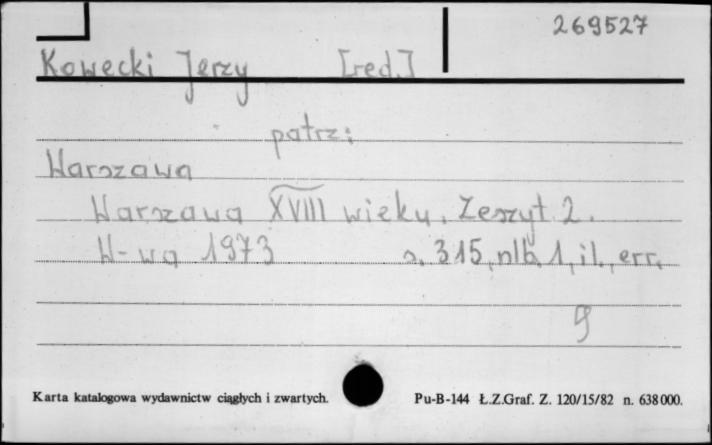 269527
Kowecki Jerzy [red.]
patrz:
Warszawa
Warszawa XVIII wieku. Zeszyt 2.
W-wa 1973 s. 315, nlb. 1, il., err.
9
Karta katalogowa wydawnictw ciągłych i zwartych. Pu-B-144 Ł.Z.Graf. Z. 120/15/82 n. 638000.